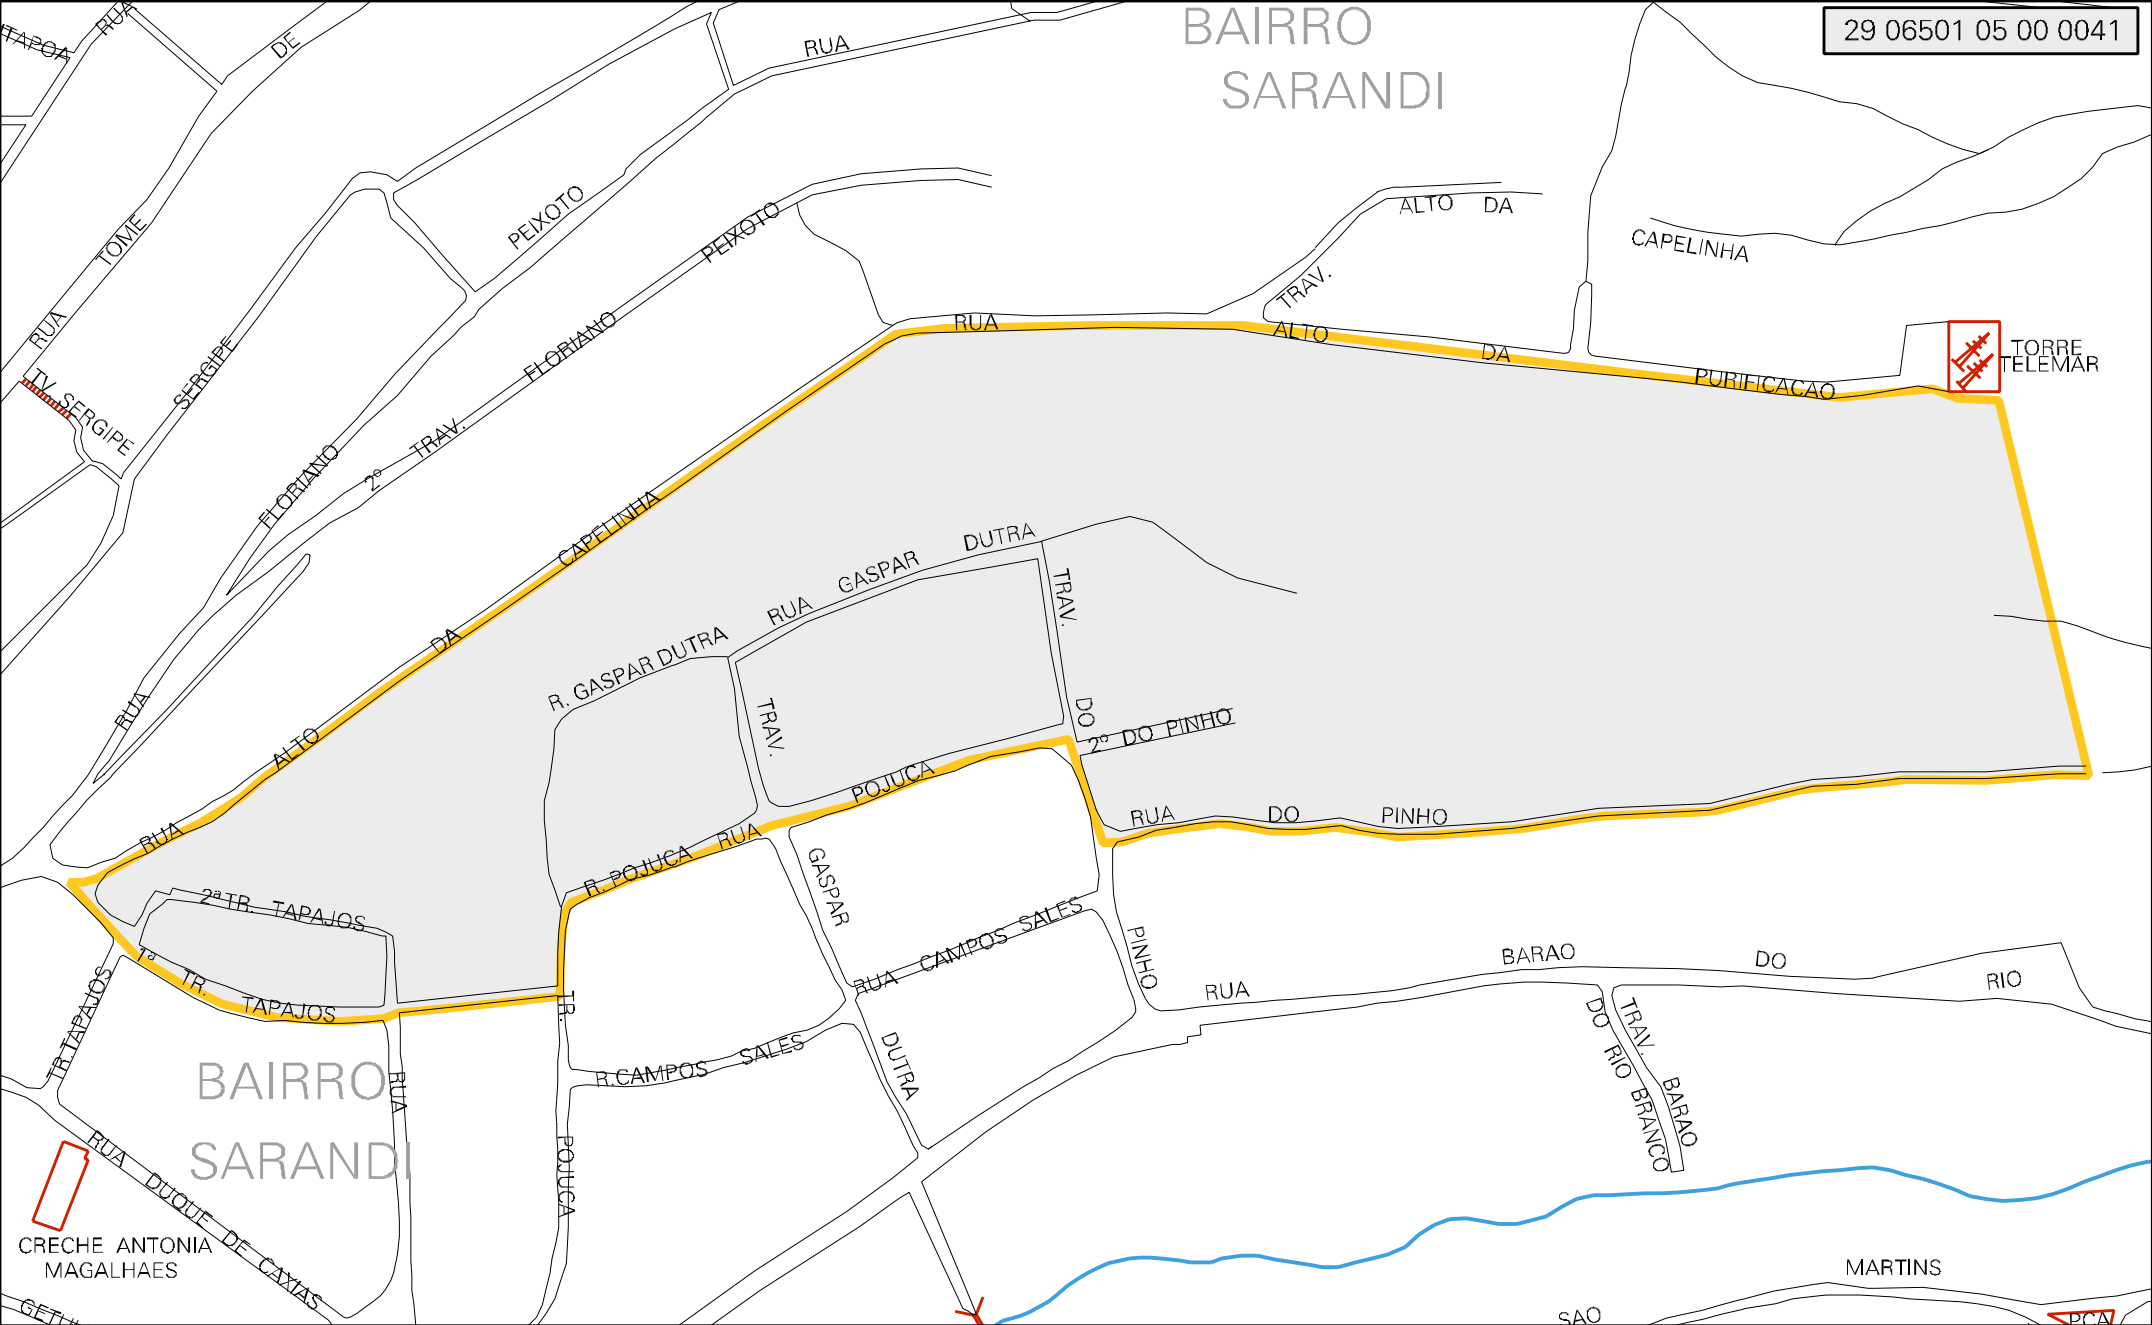 29 06501 05 00 0041
BAIRRO
SARANDI
RUA
RUA
DE
TOME
RUA
ITAPOA
PEIXOTO
FLORIANO
RUA
SERGIPE
TV. SERGIPE
2º TRAV. FLORIANO PEIXOTO
TRAV. ALTO DA
CAPELINHA
TORRE
TELEMAR
RUA ALTO DA PURIFICACAO
RUA ALTO DA CAPELINHA
R. GASPAR DUTRA
RUA GASPAR DUTRA
TRAV.
DO
PINHO
2º DO PINHO
TRAV.
GASPAR
DUTRA
R. POJUCA
RUA POJUCA
RUA DO PINHO
2ª TR. TAPAJOS
1ª TR. TAPAJOS
TR. TAPAJOS
TR. POJUCA
RUA CAMPOS SALES
R. CAMPOS SALES
RUA BARAO DO RIO
TRAV. BARAO
DO RIO BRANCO
BAIRRO
SARANDI
RUA
RUA DUQUE DE CAXIAS
CRECHE ANTONIA
MAGALHAES
MARTINS
SAO
PCA